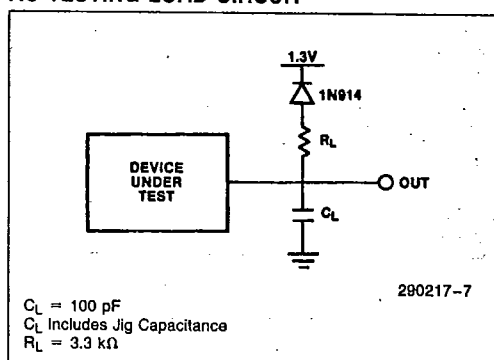 1.3V
1N914
RL
DEVICE
UNDER
TEST
OUT
CL
290217-7
CL = 100 pF
CL Includes Jig Capacitance
RL = 3.3 kΩ